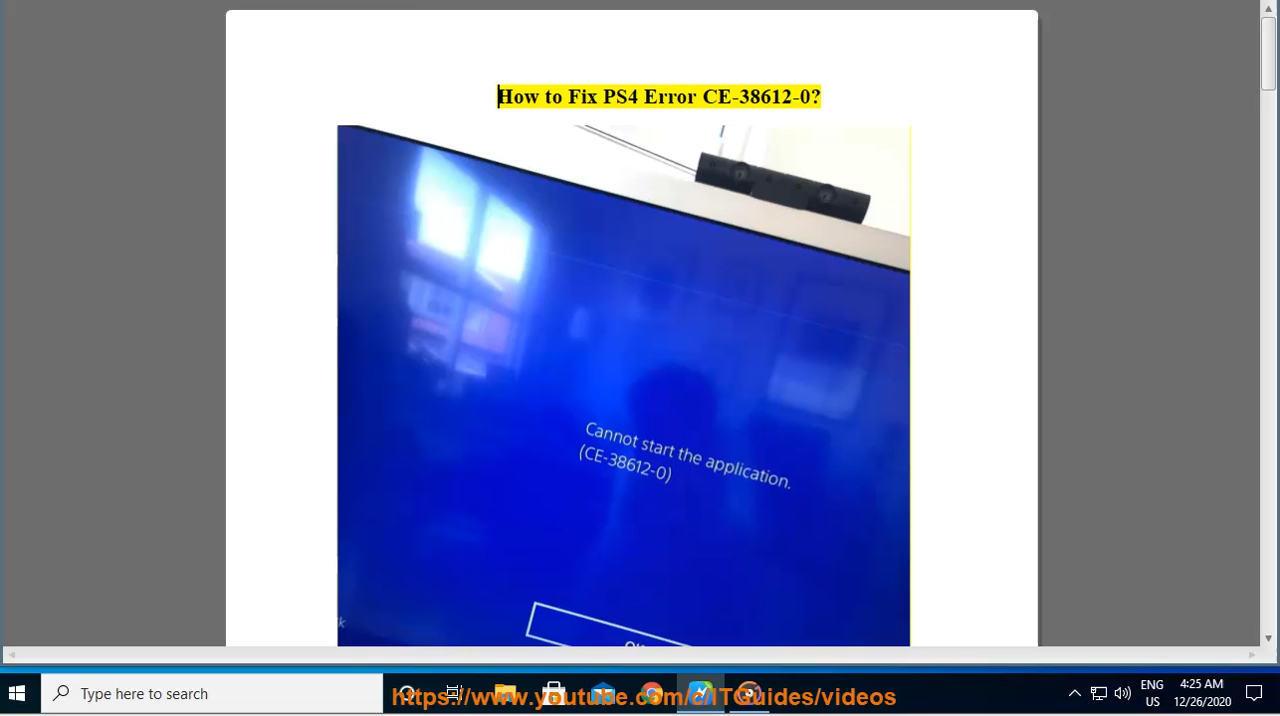 How to Fix PS4 Error CE-38612-0?
Cannot start the application.
(CE-38612-0)
Type here to search
https://www.youtube.com/c/ITGuides/videos
ENG
US
4:25 AM
12/26/2020